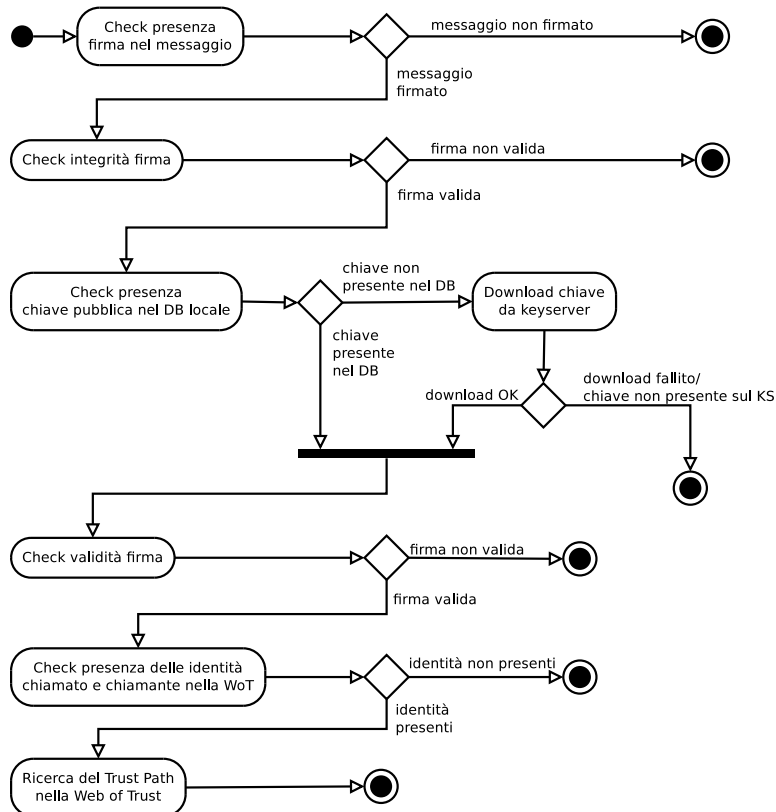 Check presenza
firma nel messaggio
messaggio non firmato
messaggio
firmato
Check integrità firma
firma non valida
firma valida
Check presenza
chiave pubblica nel DB locale
chiave non
presente nel DB
Download chiave
da keyserver
chiave
presente
nel DB
download OK
download fallito/
chiave non presente sul KS
Check validità firma
firma non valida
firma valida
Check presenza delle identità
chiamato e chiamante nella WoT
identità non presenti
identità
presenti
Ricerca del Trust Path
nella Web of Trust